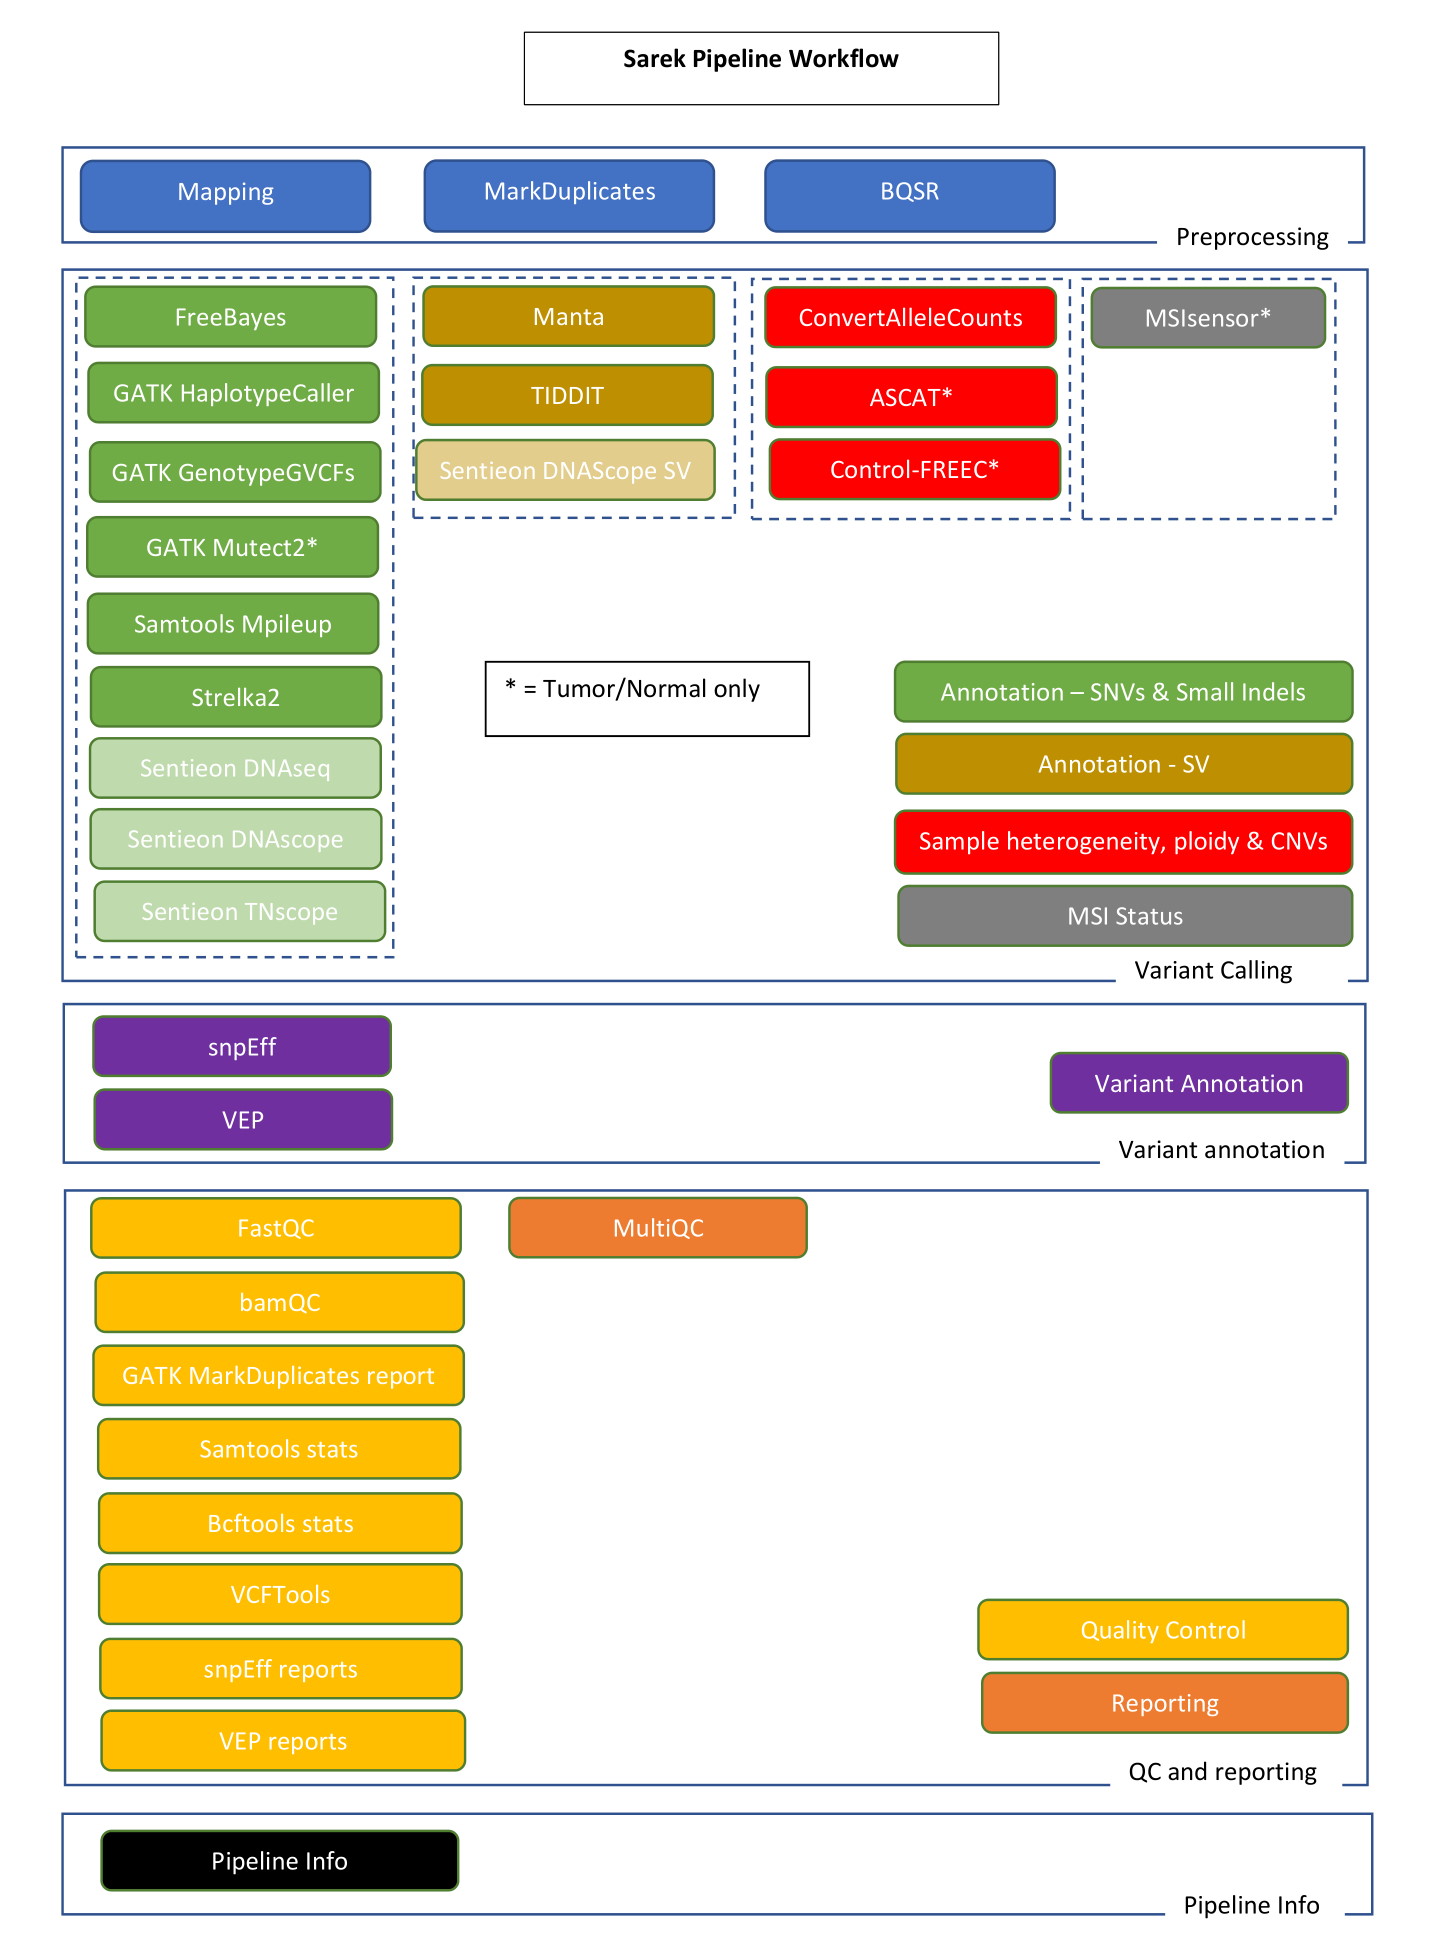 Sarek Pipeline Workflow
Mapping
MarkDuplicates
BQSR
Preprocessing
FreeBayes
GATK HaplotypeCaller
GATK GenotypeGVCFs
GATK Mutect2*
Samtools Mpileup
Strelka2
Sentieon DNAseq
Sentieon DNAscope
Sentieon TNscope
Manta
TIDDIT
Sentieon DNAScope SV
ConvertAlleleCounts
ASCAT*
Control-FREEC*
MSIsensor*
* = Tumor/Normal only
Annotation – SNVs & Small Indels
Annotation - SV
Sample heterogeneity, ploidy & CNVs
MSI Status
Variant Calling
snpEff
VEP
Variant Annotation
Variant annotation
FastQC
bamQC
GATK MarkDuplicates report
Samtools stats
Bcftools stats
VCFTools
snpEff reports
VEP reports
MultiQC
Quality Control
Reporting
QC and reporting
Pipeline Info
Pipeline Info